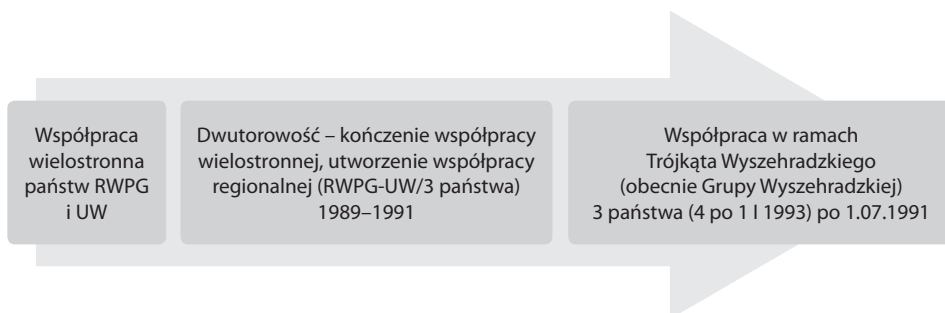 Współpraca
wielostronna
państw RWPG
i UW
Dwutorowość – kończenie współpracy
wielostronnej, utworzenie współpracy
regionalnej (RWPG-UW/3 państwa)
1989–1991
Współpraca w ramach
Trójkąta Wyszehradzkiego
(obecnie Grupy Wyszehradzkiej)
3 państwa (4 po 1 I 1993) po 1.07.1991